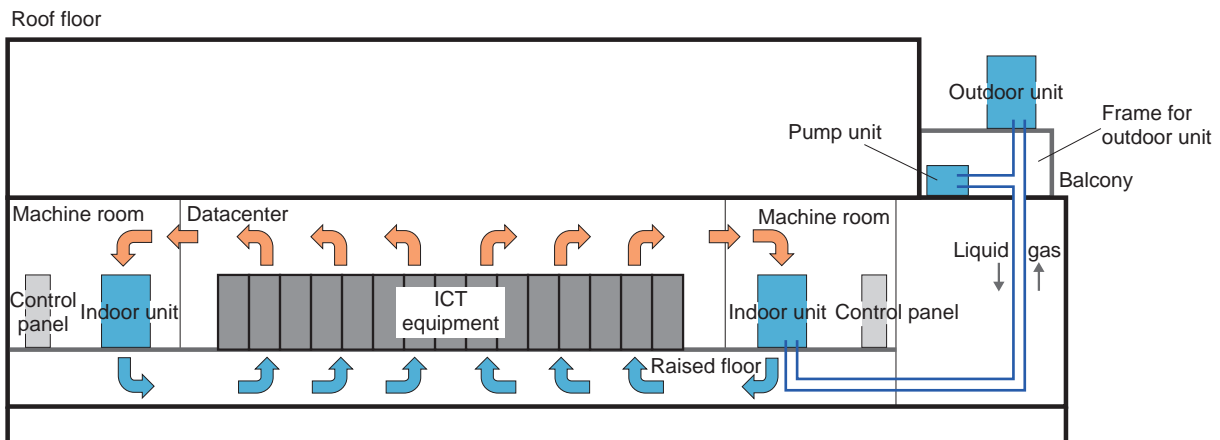 Roof floor
Outdoor unit
Pump unit
Frame for
outdoor unit
Balcony
Machine room
Datacenter
Machine room
Liquid
gas
Control
panel
Indoor unit
ICT
equipment
Indoor unit
Control panel
Raised floor